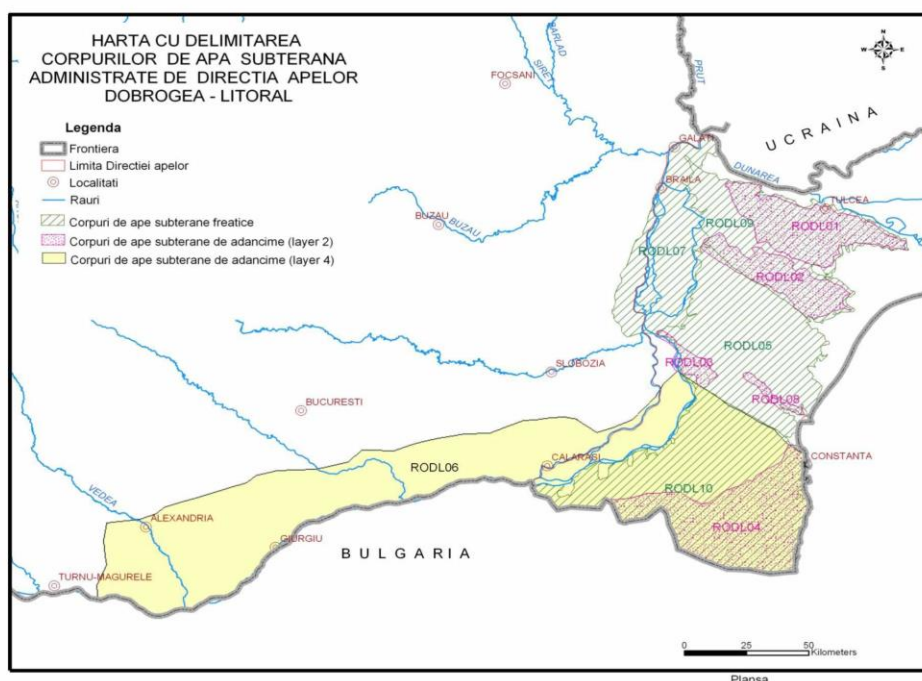 HARTA CU DELIMITAREA
CORPURILOR DE APA SUBTERANA
ADMINISTRATE DE DIRECTIA APELOR
DOBROGEA - LITORAL
Legenda
Frontiera
Limita Directiei apelor
Localitati
Rauri
Corpuri de ape subterane freatice
Corpuri de ape subterane de adancime (layer 2)
Corpuri de ape subterane de adancime (layer 4)
N
W E
S
BARLAD
SIRET
FOCSANI
PRUT
UCRAINA
GALATI
DUNAREA
BRAILA
TULCEA
BUZAU
BUZAU
RODL09
RODL01
RODL07
RODL02
RODL05
RODL03
SLOBOZIA
RODL08
BUCURESTI
CONSTANTA
CALARASI
RODL06
RODL10
VEDEA
ALEXANDRIA
RODL04
GIURGIU
BULGARIA
TURNU-MAGURELE
0 25 50
Kilometers
Plansa